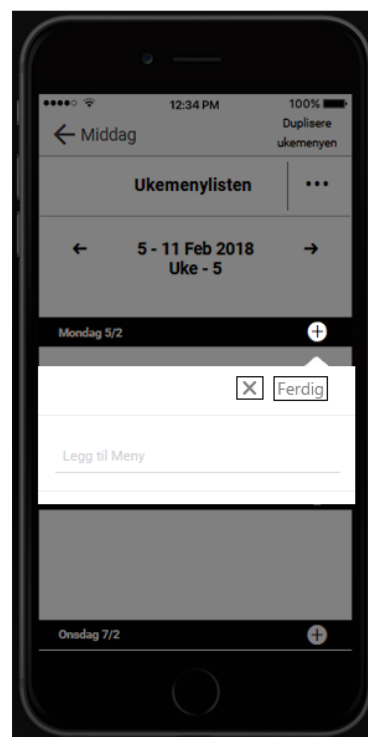 12:34 PM
100%
Duplisere
ukemenyen
← Middag
Ukemenylisten
•••
← 5 - 11 Feb 2018 →
Uke - 5
Mondag 5/2
Ferdig
Legg til Meny
Onsdag 7/2